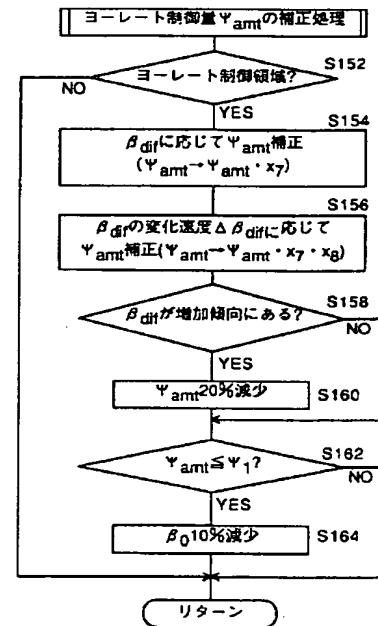 ヨーレート制御量Ψamtの補正処理
S152
ヨーレート制御領域?
NO
YES
S154
βdifに応じてΨamt補正
(Ψamt→Ψamt・x7)
S156
βdifの変化速度Δβdifに応じて
Ψamt補正(Ψamt→Ψamt・x7・x8)
S158
βdifが増加傾向にある?
NO
YES
Ψamt20%減少
S160
S162
Ψamt≦Ψ1?
NO
YES
β010%減少
S164
リターン